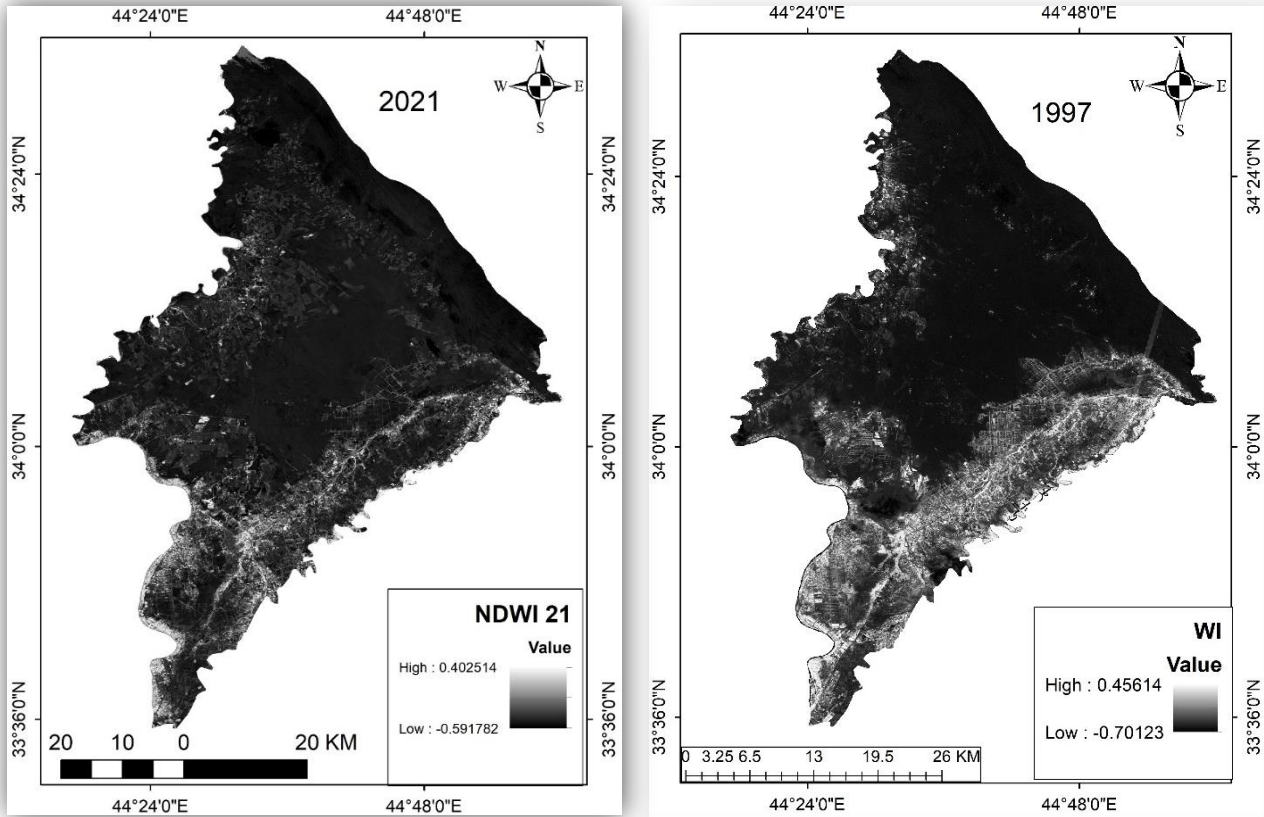 44°24'0"E 44°48'0"E
2021
N
W E
S
34°24'0"N 34°24'0"N
34°0'0"N 34°0'0"N
33°36'0"N 33°36'0"N
NDWI 21
Value
High : 0.402514
Low : -0.591782
20 10 0 20 KM
44°24'0"E 44°48'0"E
44°24'0"E 44°48'0"E
1997
N
W E
S
34°24'0"N 34°24'0"N
34°0'0"N 34°0'0"N
33°36'0"N 33°36'0"N
WI
Value
High : 0.45614
Low : -0.70123
0 3.25 6.5 13 19.5 26 KM
44°24'0"E 44°48'0"E